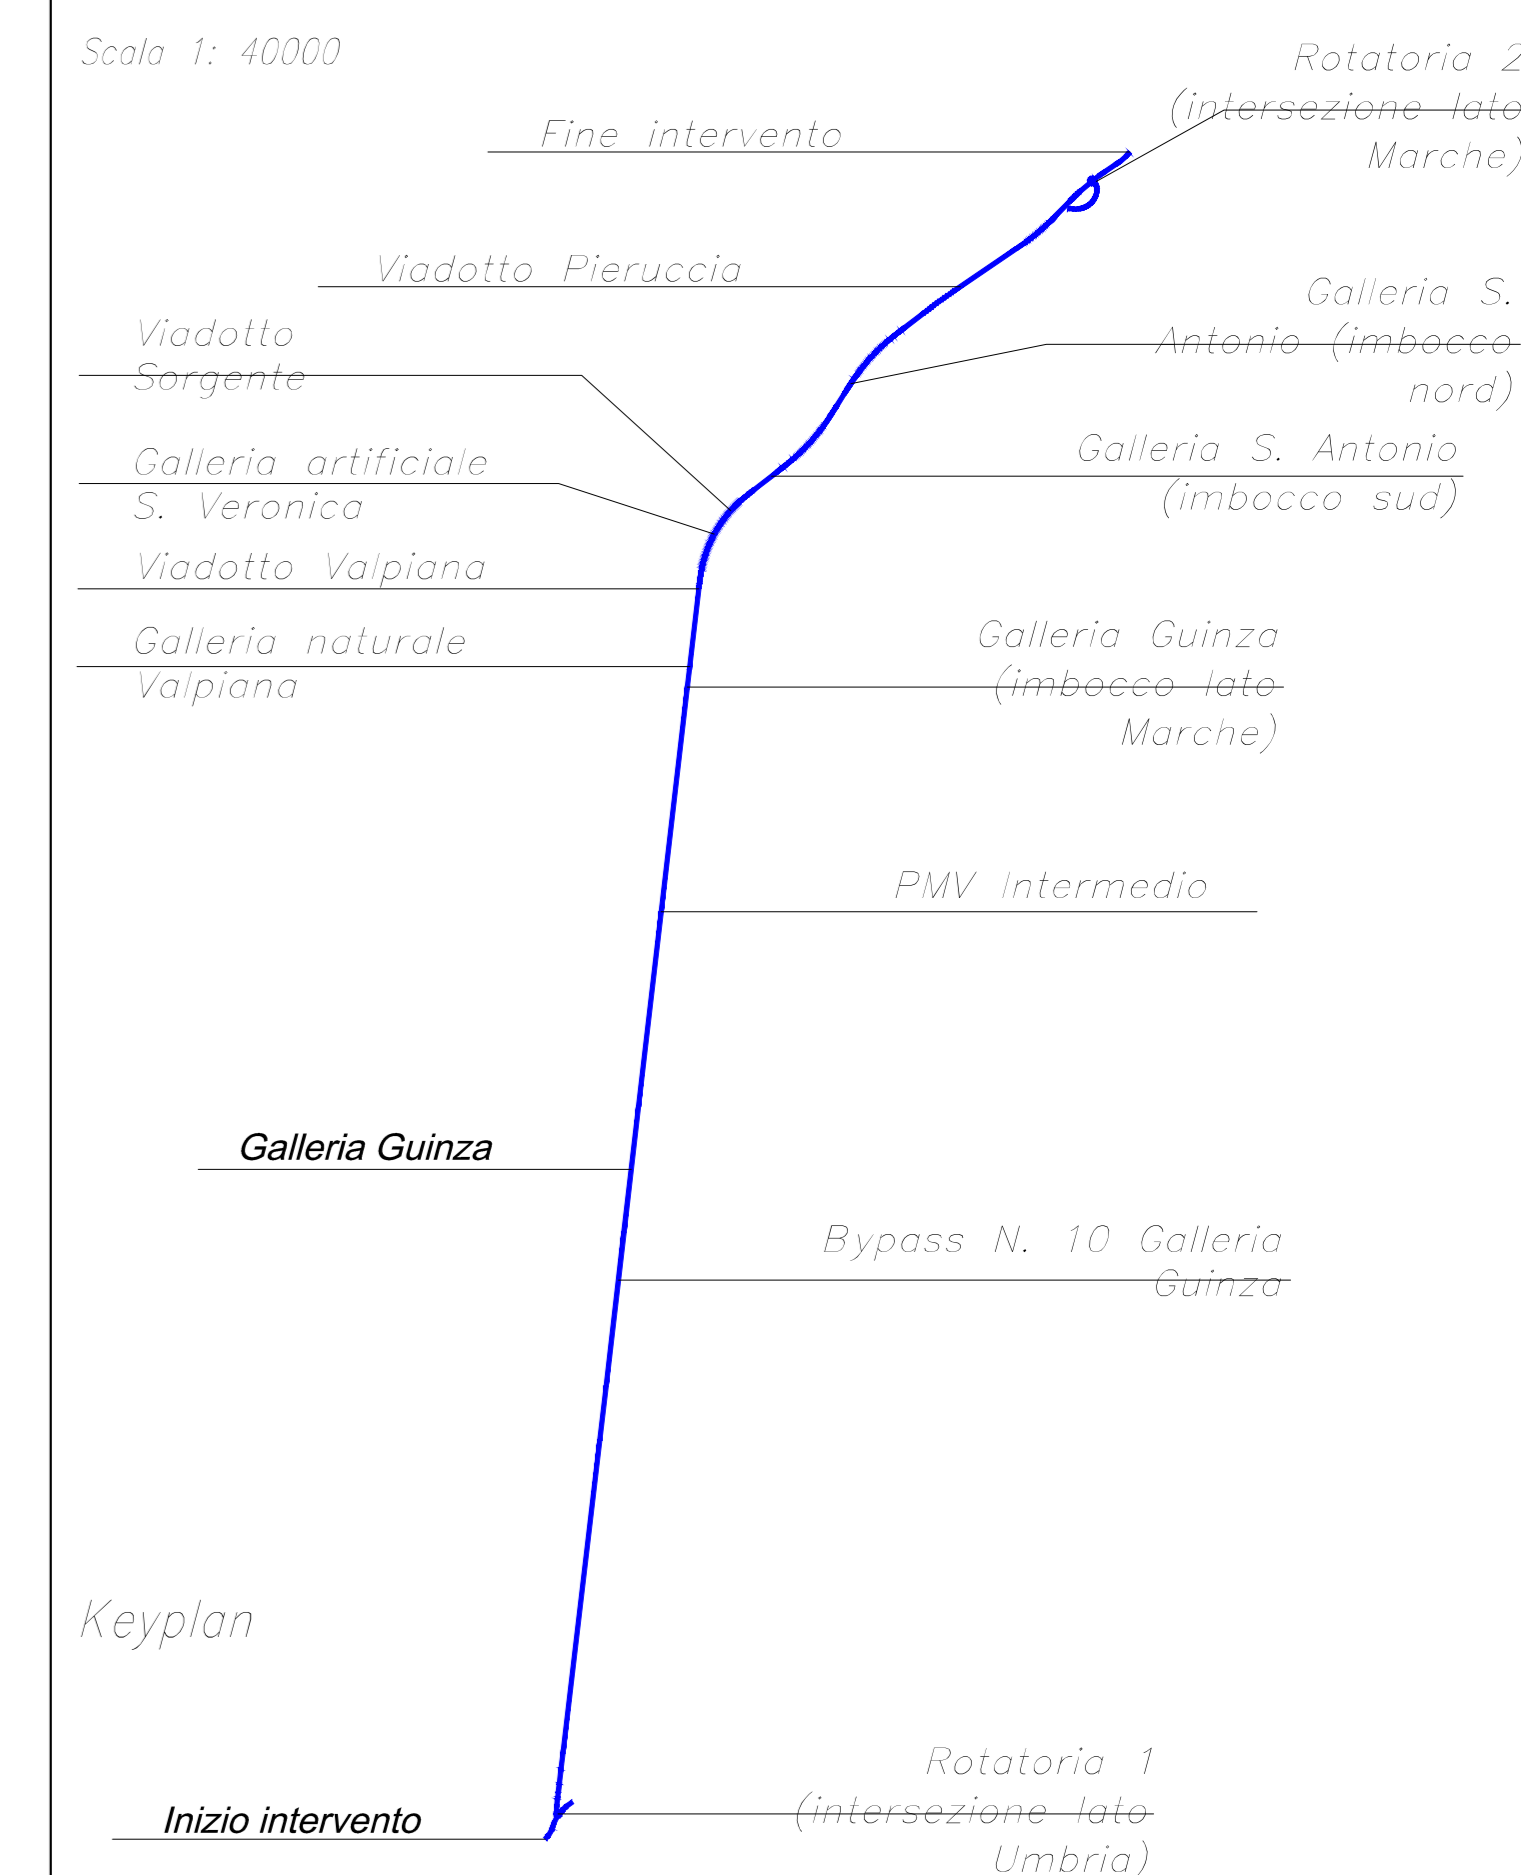 Scala 1: 40000
Rotatoria 2
(intersezione lato
Marche)
Fine intervento
Viadotto Pieruccia
Galleria S.
Antonio (imbocco
nord)
Viadotto
Sorgente
Galleria S. Antonio
(imbocco sud)
Galleria artificiale
S. Veronica
Viadotto Valpiana
Galleria naturale
Valpiana
Galleria Guinza
(imbocco lato
Marche)
PMV Intermedio
Galleria Guinza
Bypass N. 10 Galleria
Guinza
Keyplan
Rotatoria 1
(intersezione lato
Umbria)
Inizio intervento